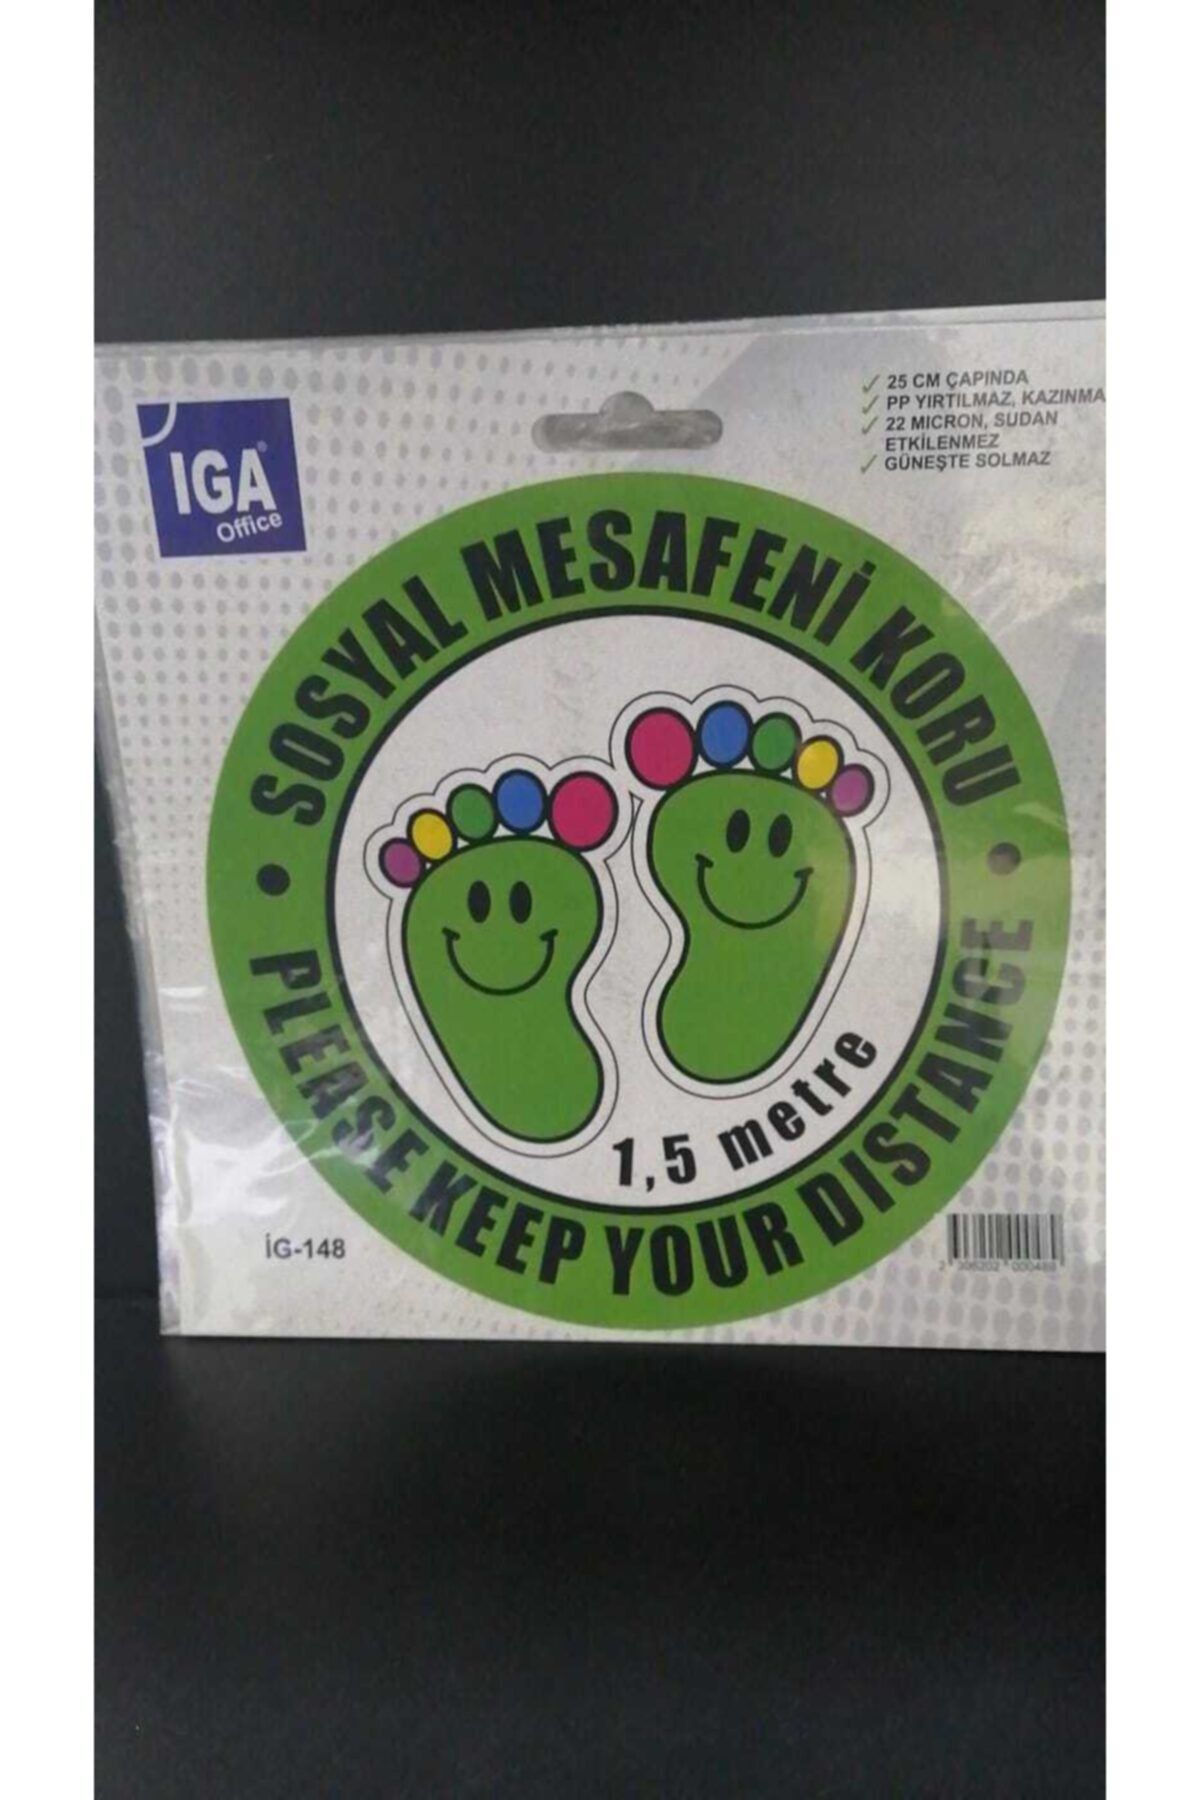 IGA®
Office
✓ 25 CM ÇAPINDA
✓ PP YIRTILMAZ, KAZINMA
✓ 22 MICRON, SUDAN
ETKİLENMEZ
✓ GÜNEŞTE SOLMAZ
• SOSYAL MESAFENİ KORU •
1,5 metre
PLEASE KEEP YOUR DISTANCE
İG-148